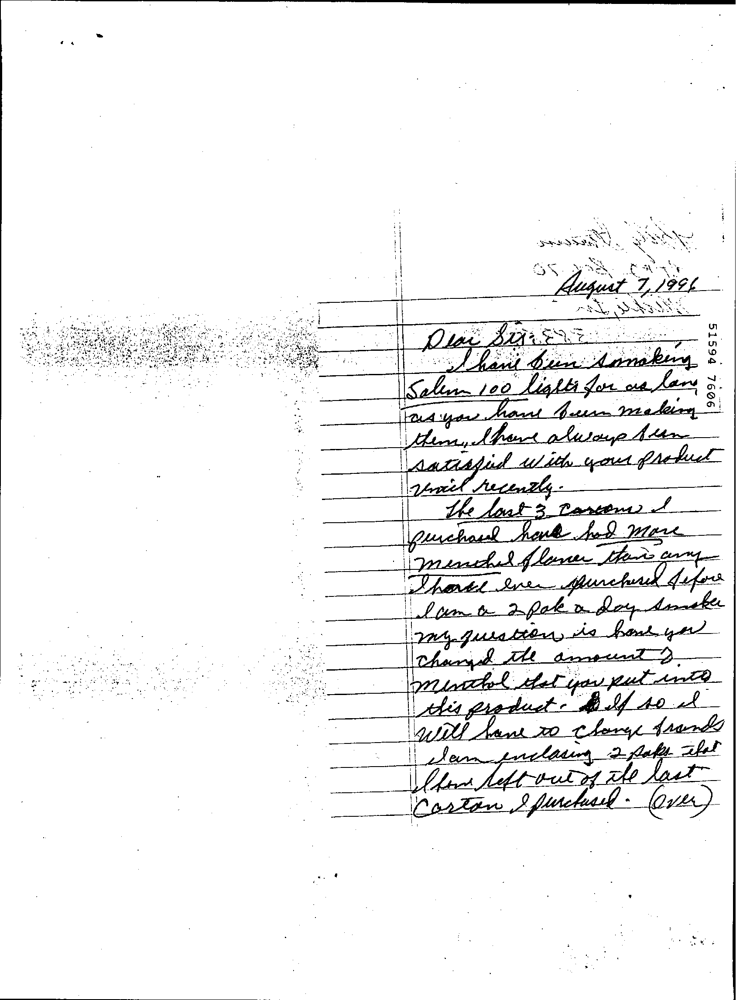 August 7, 1996
Dear Sir:
I have been smoking
Salem 100 lights for as long
as you have been making
them, I have always been
satisfied with your product
until recently.
The last 3 cartons I
purchased have had more
menthol flavor than any
I have ever purchased before
I am a 2 pak a day smoker
my question is have you
changed the amount of
menthol that you put into
this product. If so I
will have to change brands
I am enclosing 2 paks that
I have left out of the last
carton I purchased. (over)
51594 7606